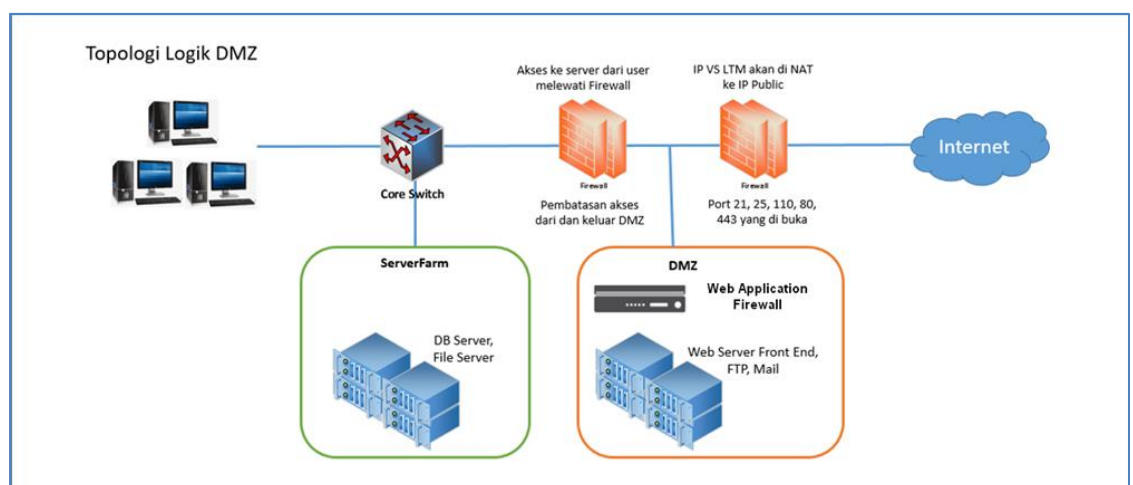 Topologi Logik DMZ
Akses ke server dari user
melewati Firewall
IP VS LTM akan di NAT
ke IP Public
Internet
Core Switch
Firewall
Firewall
Pembatasan akses
dari dan keluar DMZ
Port 21, 25, 110, 80,
443 yang di buka
ServerFarm
DB Server,
File Server
DMZ
Web Application
Firewall
Web Server Front End,
FTP, Mail